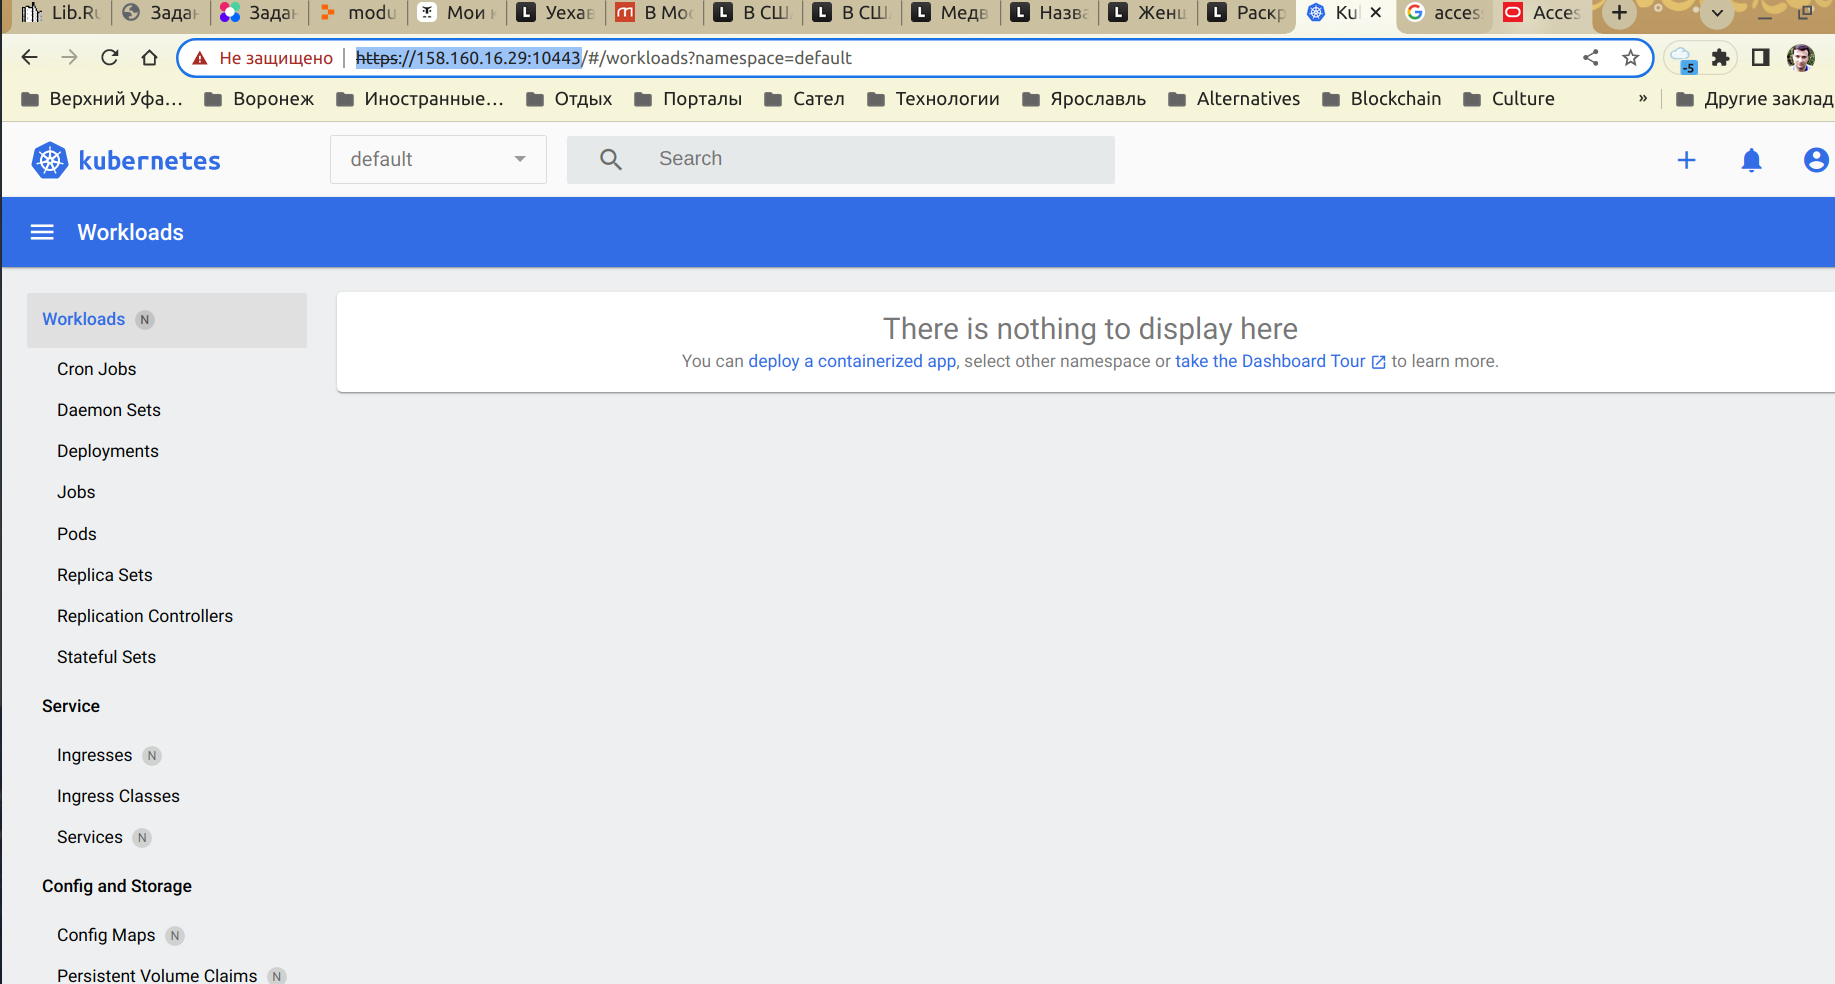 Lib.Ru Задан Задан modu Мои к Уехав В Мос В СШ В СШ Медв Назва Женщ Раскр Ku acces Acces
Не защищено https://158.160.16.29:10443/#/workloads?namespace=default -5
Верхний Уфа... Воронеж Иностранные... Отдых Порталы Сател Технологии Ярославль Alternatives Blockchain Culture » Другие заклад
kubernetes default Search
Workloads
Workloads N
There is nothing to display here
You can deploy a containerized app, select other namespace or take the Dashboard Tour to learn more.
Cron Jobs
Daemon Sets
Deployments
Jobs
Pods
Replica Sets
Replication Controllers
Stateful Sets
Service
Ingresses N
Ingress Classes
Services N
Config and Storage
Config Maps N
Persistent Volume Claims N